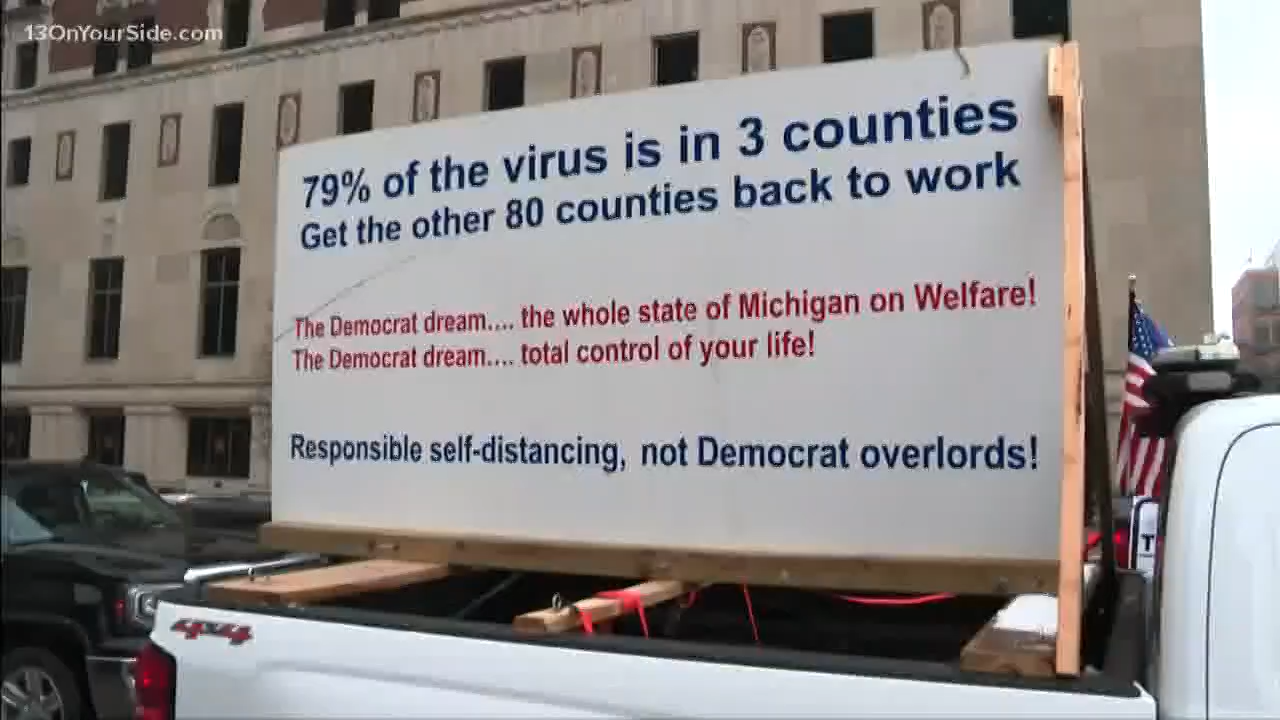 13OnYourSide.com
79% of the virus is in 3 counties
Get the other 80 counties back to work
The Democrat dream.... the whole state of Michigan on Welfare!
The Democrat dream.... total control of your life!
Responsible self-distancing, not Democrat overlords!
4x4
T